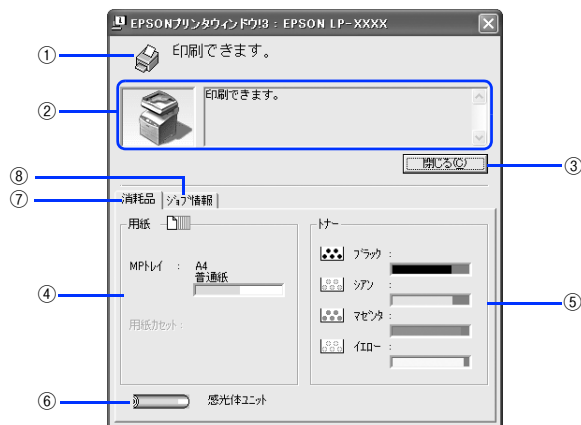 EPSONプリンタウィンドウ!3 : EPSON LP-XXXX
① 印刷できます。
② 印刷できます。
閉じる(C) ③
⑧
⑦ 消耗品 ジョブ情報
用紙
MPトレイ : A4
普通紙
④
用紙カセット :
トナー
ブラック :
シアン :
⑤
マゼンタ :
イエロー :
⑥ 感光体ユニット